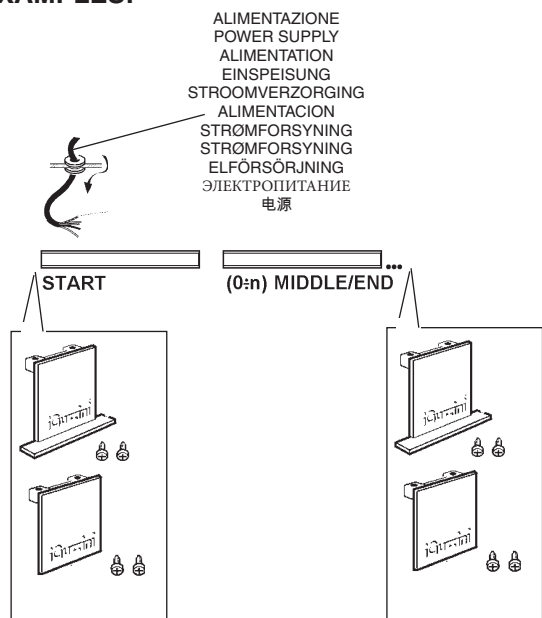 ALIMENTAZIONE
POWER SUPPLY
ALIMENTATION
EINSPEISUNG
STROOMVERZORGING
ALIMENTACION
STRØMFORSYNING
STRØMFORSYNING
ELFÖRSÖRJNING
ЭЛЕКТРОПИТАНИЕ
电源
START
(0÷n) MIDDLE/END
...